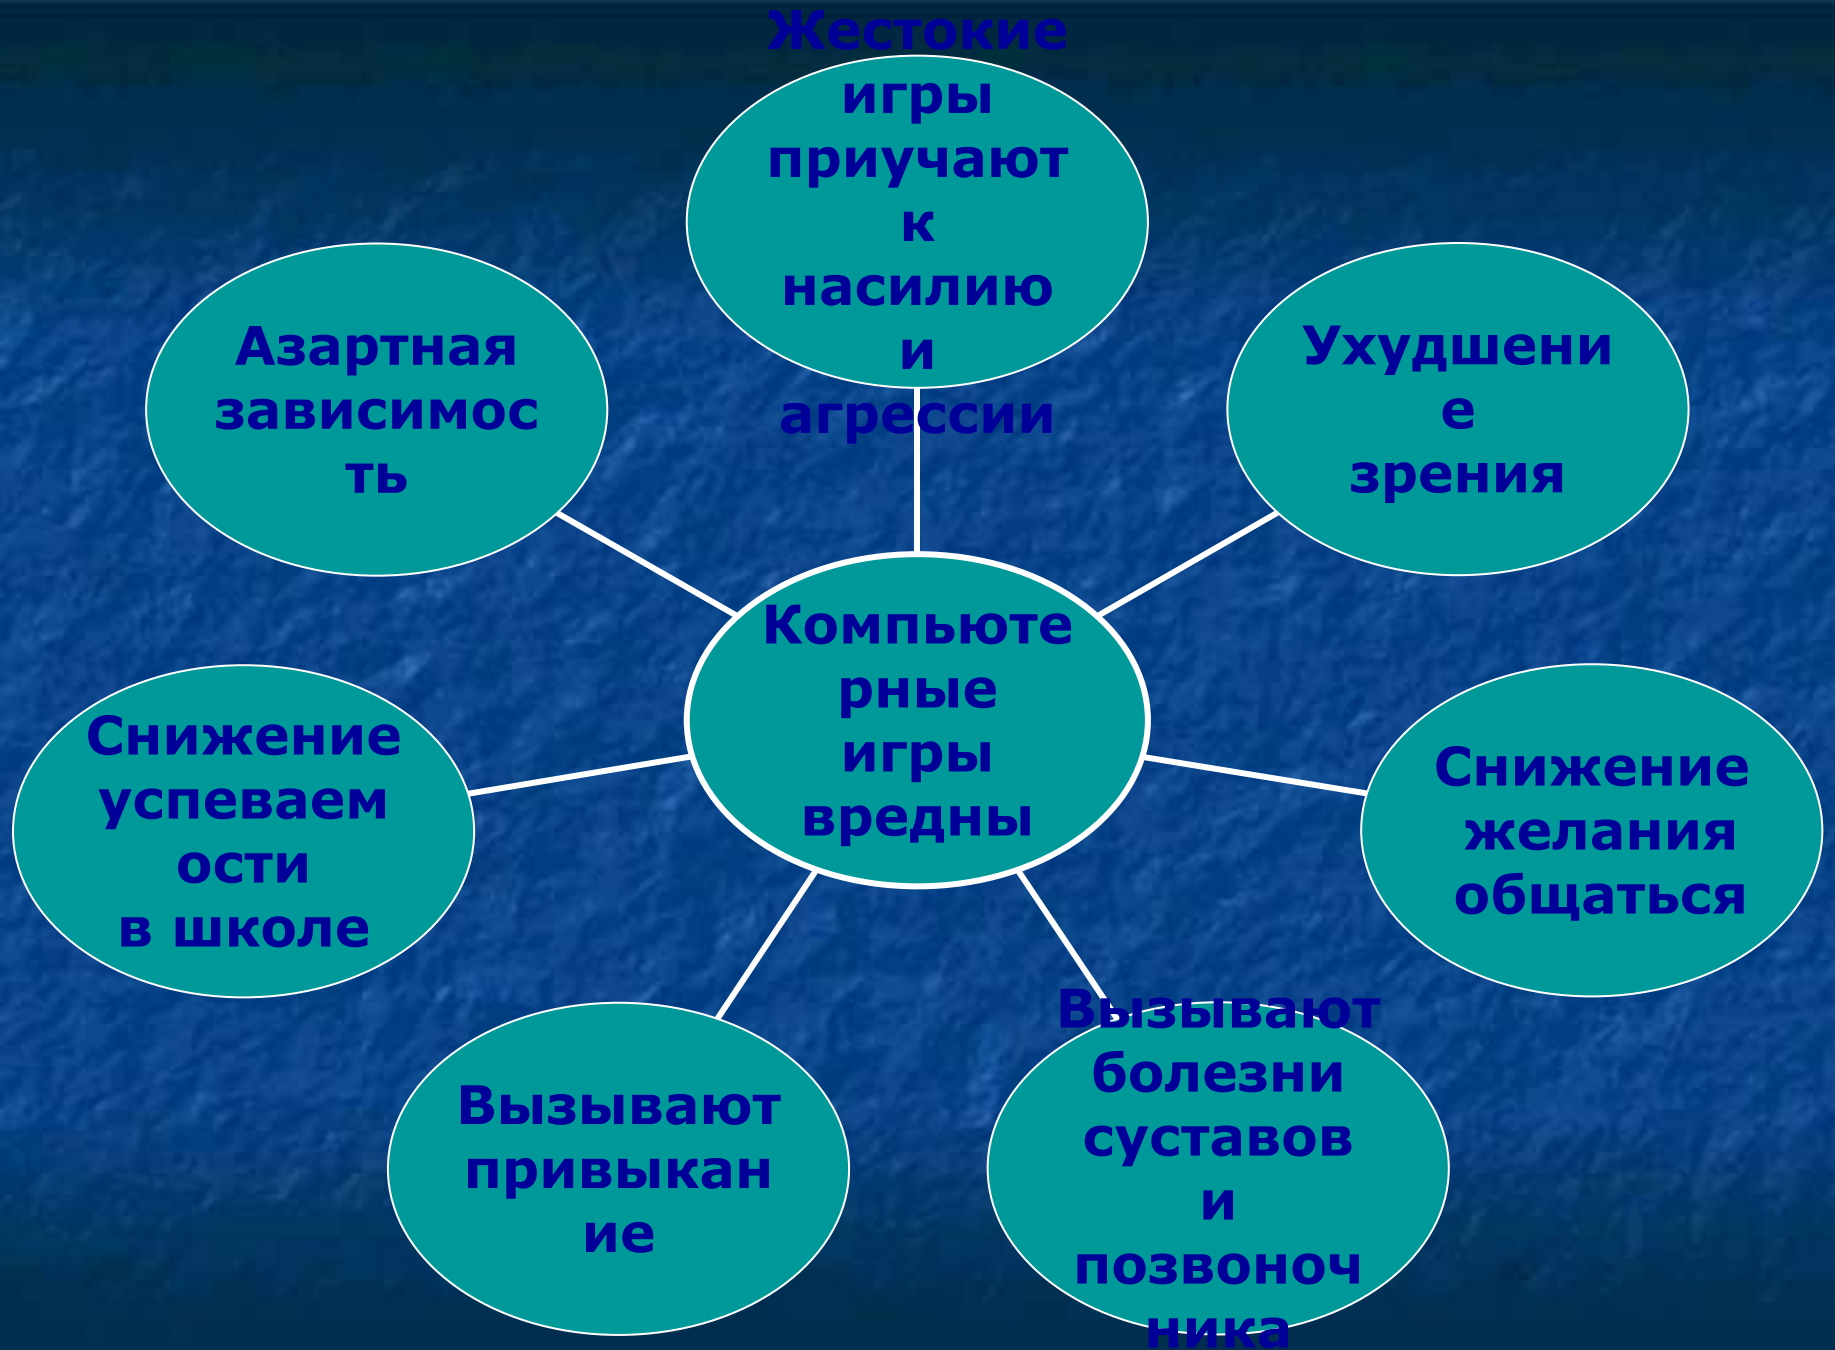 Жестокие
игры
приучают
к
насилию
и
агрессии
Азартная
зависимос
ть
Ухудшени
е
зрения
Компьюте
рные
игры
вредны
Снижение
успеваем
ости
в школе
Снижение
желания
общаться
Вызывают
привыкан
ие
Вызывают
болезни
суставов
и
позвоноч
ника